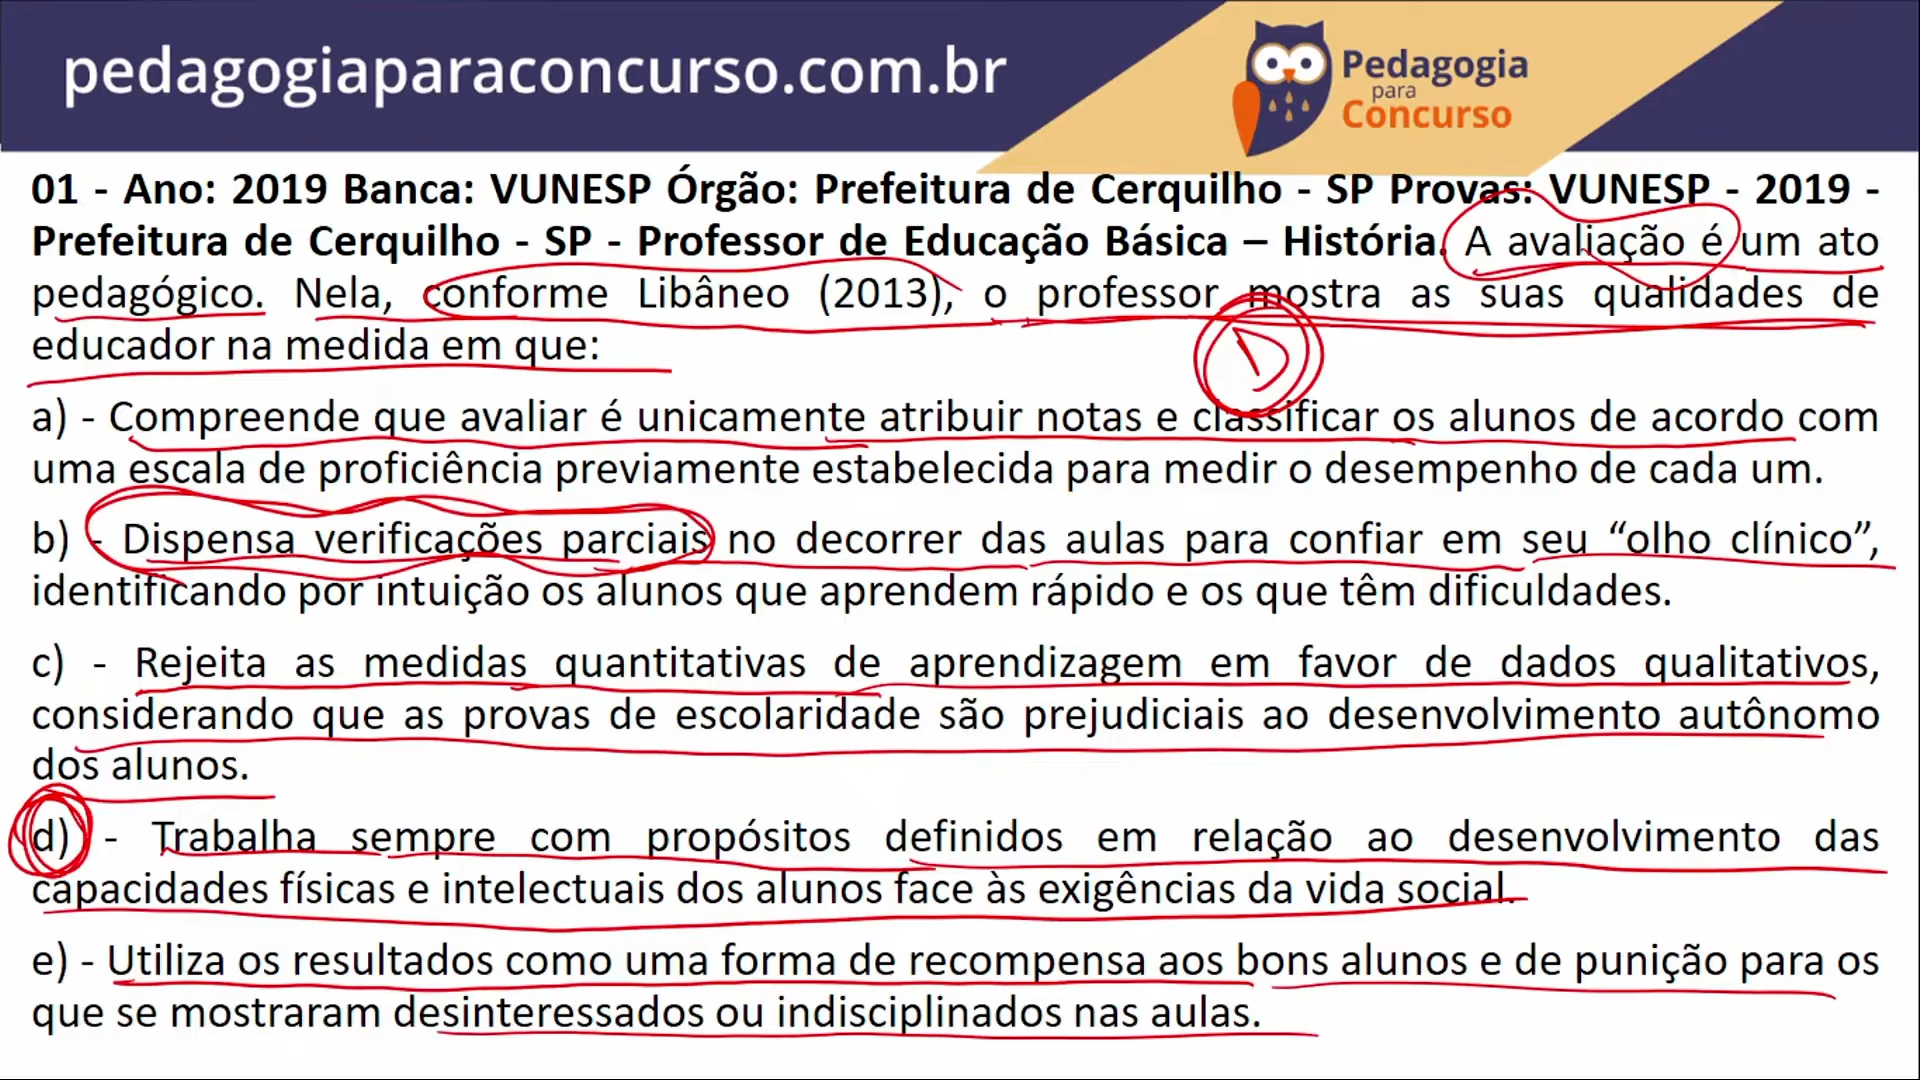 pedagogiaparaconcurso.com.br
Pedagogia
para
Concurso
01 - Ano: 2019 Banca: VUNESP Órgão: Prefeitura de Cerquilho - SP Provas: VUNESP - 2019 -
Prefeitura de Cerquilho - SP - Professor de Educação Básica – História. A avaliação é um ato
pedagógico. Nela, conforme Libâneo (2013), o professor mostra as suas qualidades de
educador na medida em que:
D
a) - Compreende que avaliar é unicamente atribuir notas e classificar os alunos de acordo com
uma escala de proficiência previamente estabelecida para medir o desempenho de cada um.
b) - Dispensa verificações parciais no decorrer das aulas para confiar em seu “olho clínico”,
identificando por intuição os alunos que aprendem rápido e os que têm dificuldades.
c) - Rejeita as medidas quantitativas de aprendizagem em favor de dados qualitativos,
considerando que as provas de escolaridade são prejudiciais ao desenvolvimento autônomo
dos alunos.
d) - Trabalha sempre com propósitos definidos em relação ao desenvolvimento das
capacidades físicas e intelectuais dos alunos face às exigências da vida social.
e) - Utiliza os resultados como uma forma de recompensa aos bons alunos e de punição para os
que se mostraram desinteressados ou indisciplinados nas aulas.